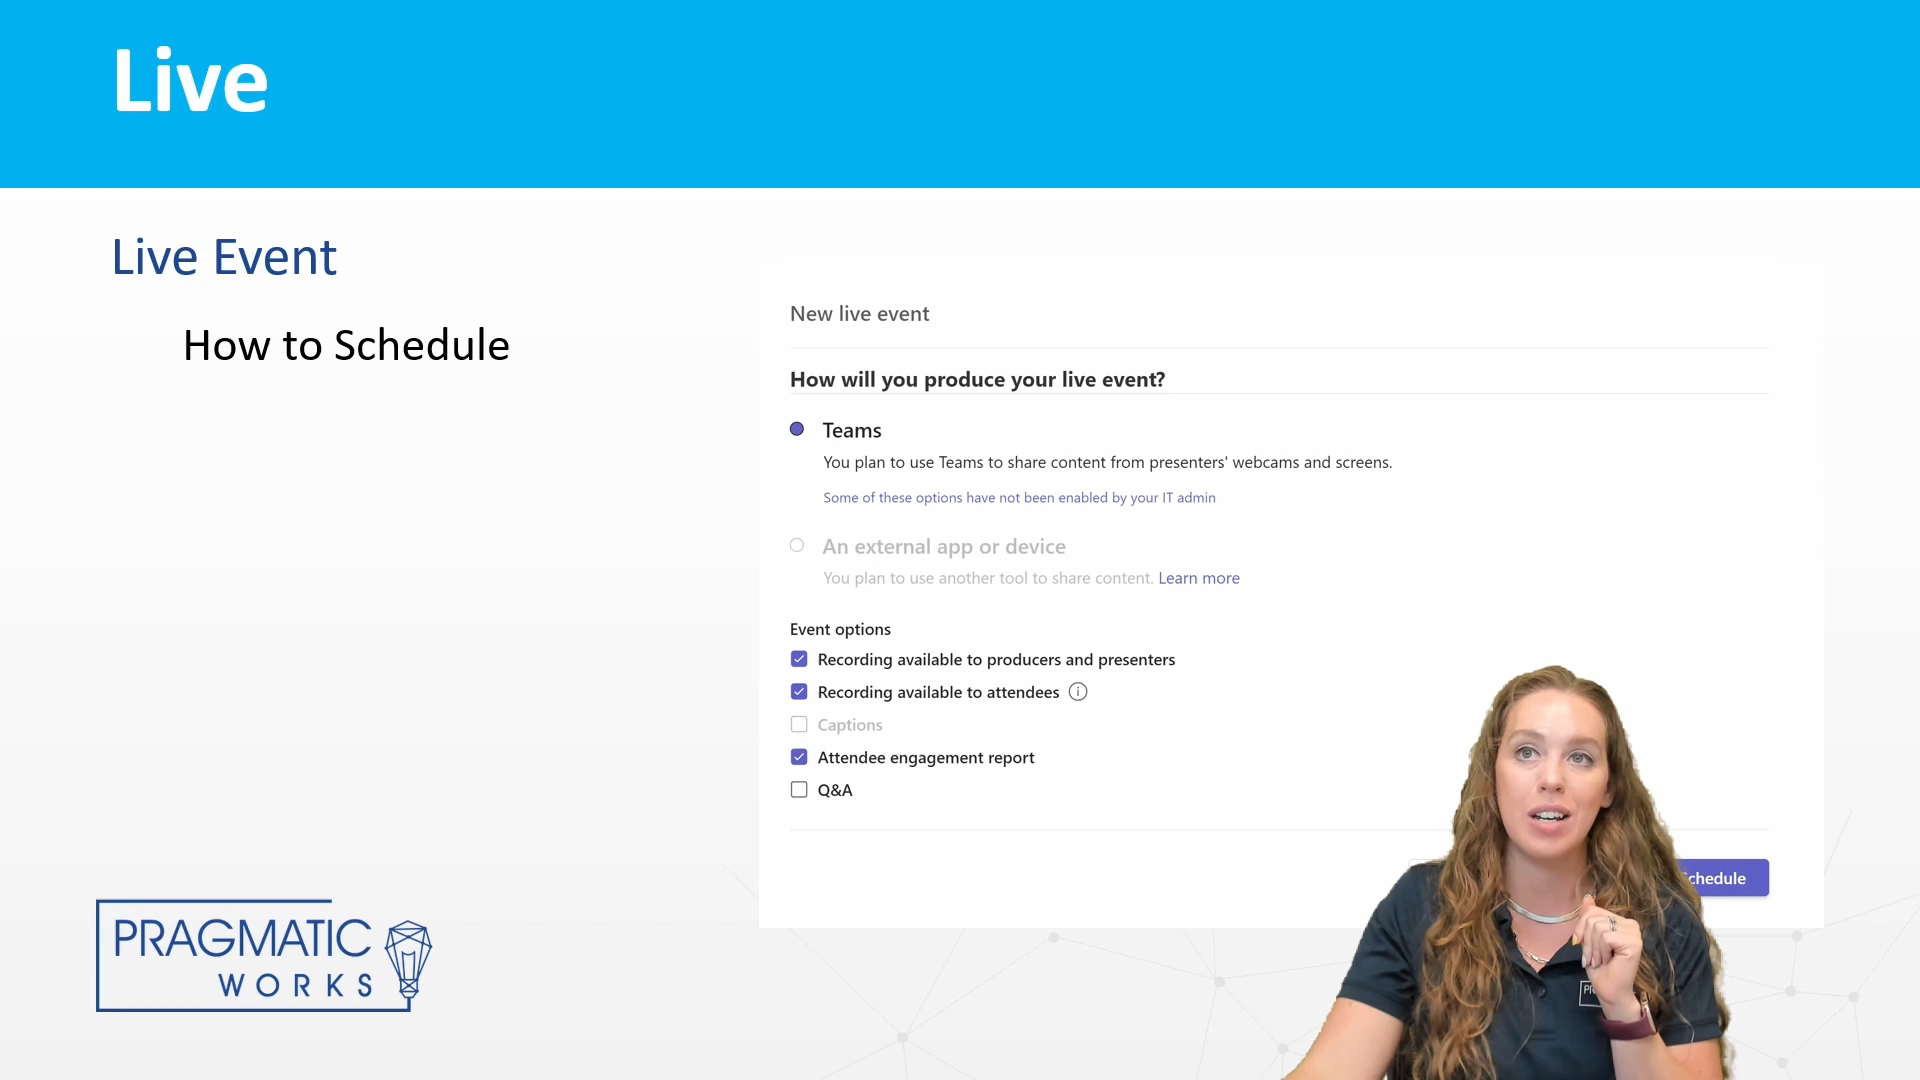 Live
Live Event
How to Schedule
New live event
How will you produce your live event?
Teams
You plan to use Teams to share content from presenters' webcams and screens.
Some of these options have not been enabled by your IT admin
An external app or device
You plan to use another tool to share content. Learn more
Event options
Recording available to producers and presenters
Recording available to attendees
Captions
Attendee engagement report
Q&A
chedule
PRAGMATIC
WORKS
PR